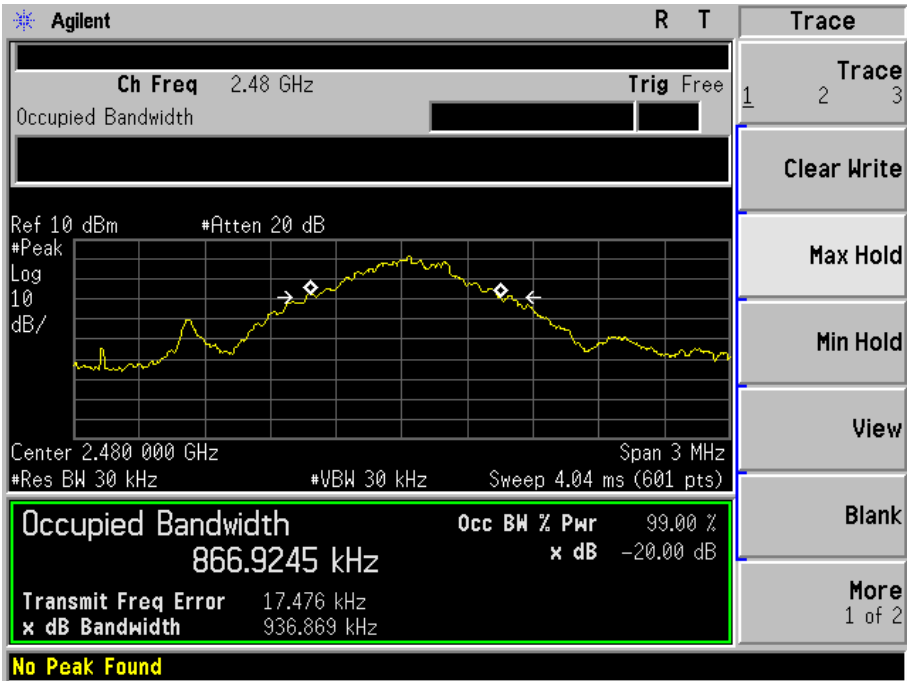 Agilent R T Trace
Ch Freq 2.48 GHz Trig Free
Occupied Bandwidth
Trace
1 2 3
Clear Write
Max Hold
Min Hold
View
Blank
More
1 of 2
Ref 10 dBm #Atten 20 dB
#Peak
Log
10
dB/
Center 2.480 000 GHz Span 3 MHz
#Res BW 30 kHz #VBW 30 kHz Sweep 4.04 ms (601 pts)
Occupied Bandwidth Occ BW % Pwr 99.00 %
866.9245 kHz x dB -20.00 dB
Transmit Freq Error 17.476 kHz
x dB Bandwidth 936.869 kHz
No Peak Found